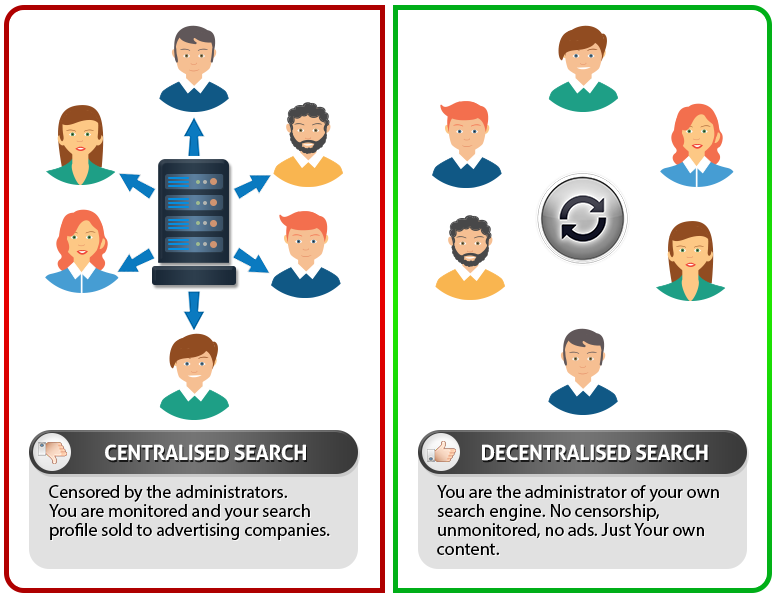 CENTRALISED SEARCH
Censored by the administrators.
You are monitored and your search
profile sold to advertising companies.
DECENTRALISED SEARCH
You are the administrator of your own
search engine. No censorship,
unmonitored, no ads. Just Your own
content.